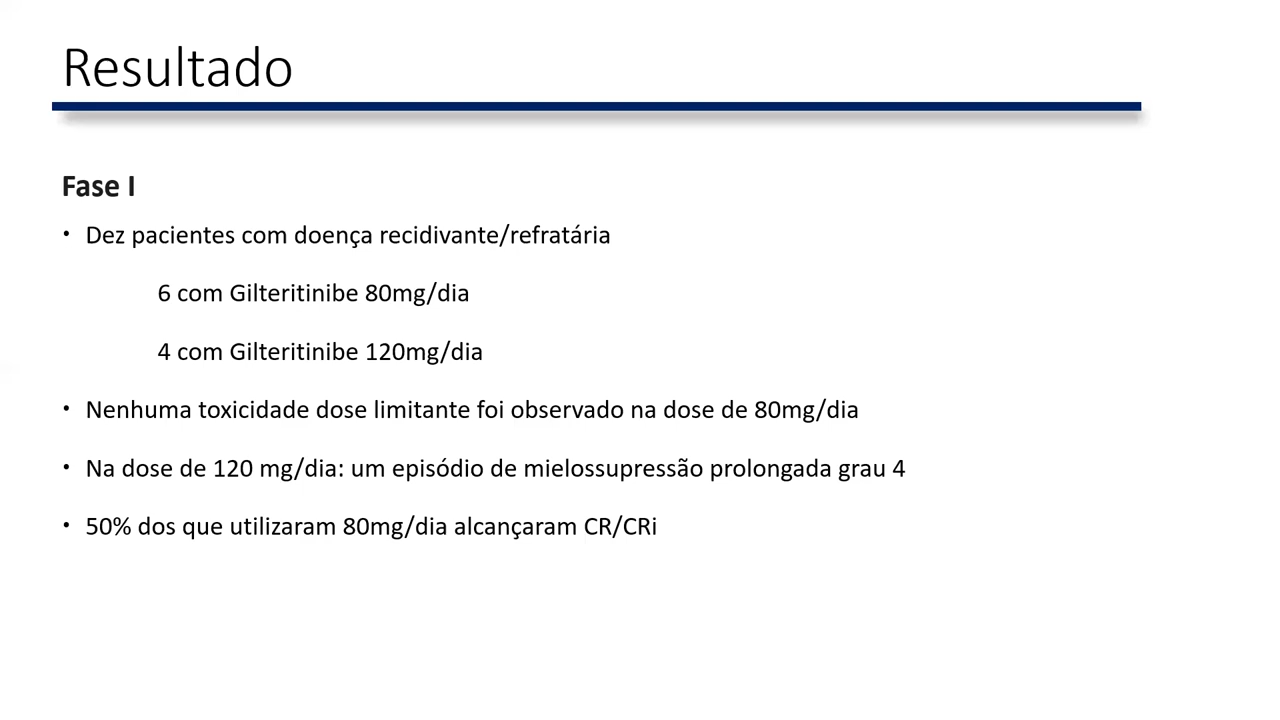 Resultado
Fase I
• Dez pacientes com doença recidivante/refratária
6 com Gilteritinibe 80mg/dia
4 com Gilteritinibe 120mg/dia
• Nenhuma toxicidade dose limitante foi observado na dose de 80mg/dia
• Na dose de 120 mg/dia: um episódio de mielossupressão prolongada grau 4
• 50% dos que utilizaram 80mg/dia alcançaram CR/CRi